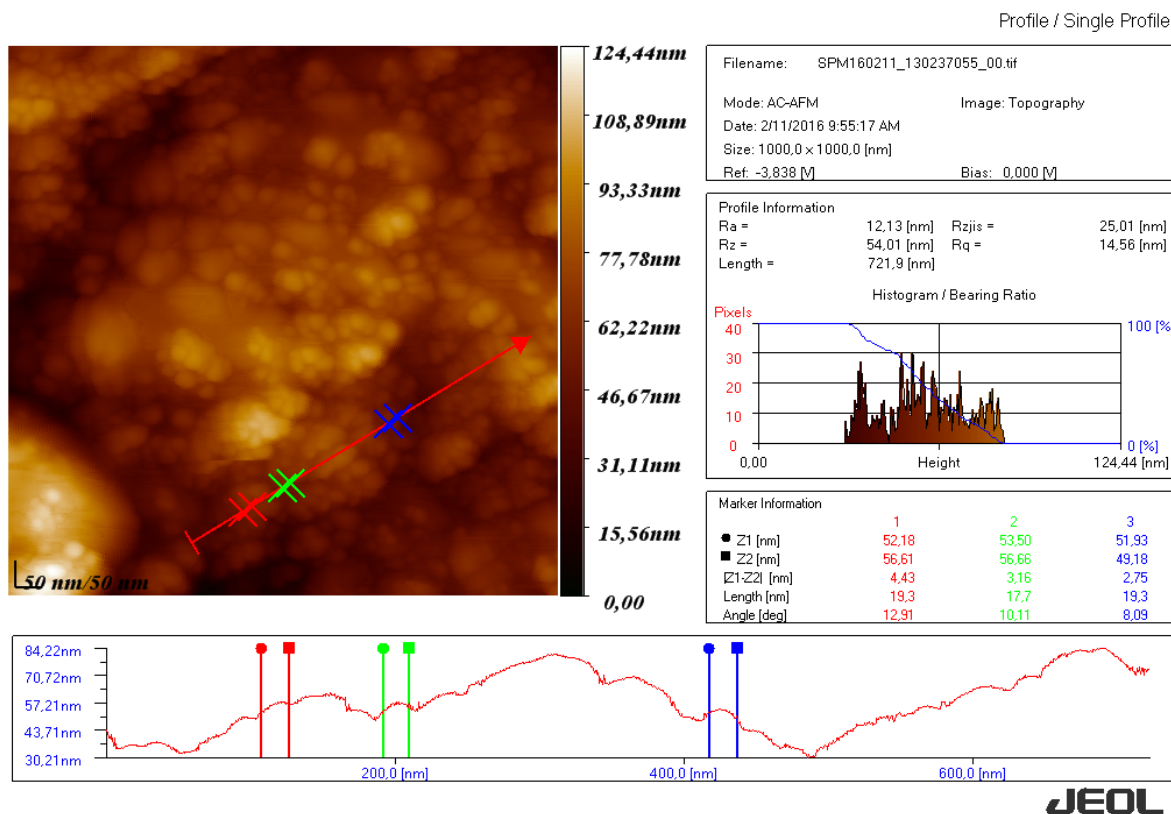 Profile / Single Profile
124,44nm
108,89nm
93,33nm
77,78nm
62,22nm
46,67nm
31,11nm
15,56nm
0,00
50 nm/50 nm
Filename: SPM160211_130237055_00.tif
Mode: AC-AFM Image: Topography
Date: 2/11/2016 9:55:17 AM
Size: 1000,0 x 1000,0 [nm]
Ref: -3,838 [V] Bias: 0,000 [V]
Profile Information
Ra = 12,13 [nm] Rzjis = 25,01 [nm]
Rz = 54,01 [nm] Rq = 14,56 [nm]
Length = 721,9 [nm]
Histogram / Bearing Ratio
Pixels
40 100 [%
30
20
10
0 0 [%]
0,00 Height 124,44 [nm]
Marker Information
1 2 3
Z1 [nm] 52,18 53,50 51,93
Z2 [nm] 56,61 56,66 49,18
|Z1-Z2| [nm] 4,43 3,16 2,75
Length [nm] 19,3 17,7 19,3
Angle [deg] 12,91 10,11 8,09
84,22nm
70,72nm
57,21nm
43,71nm
30,21nm
200,0 [nm] 400,0 [nm] 600,0 [nm]
JEOL